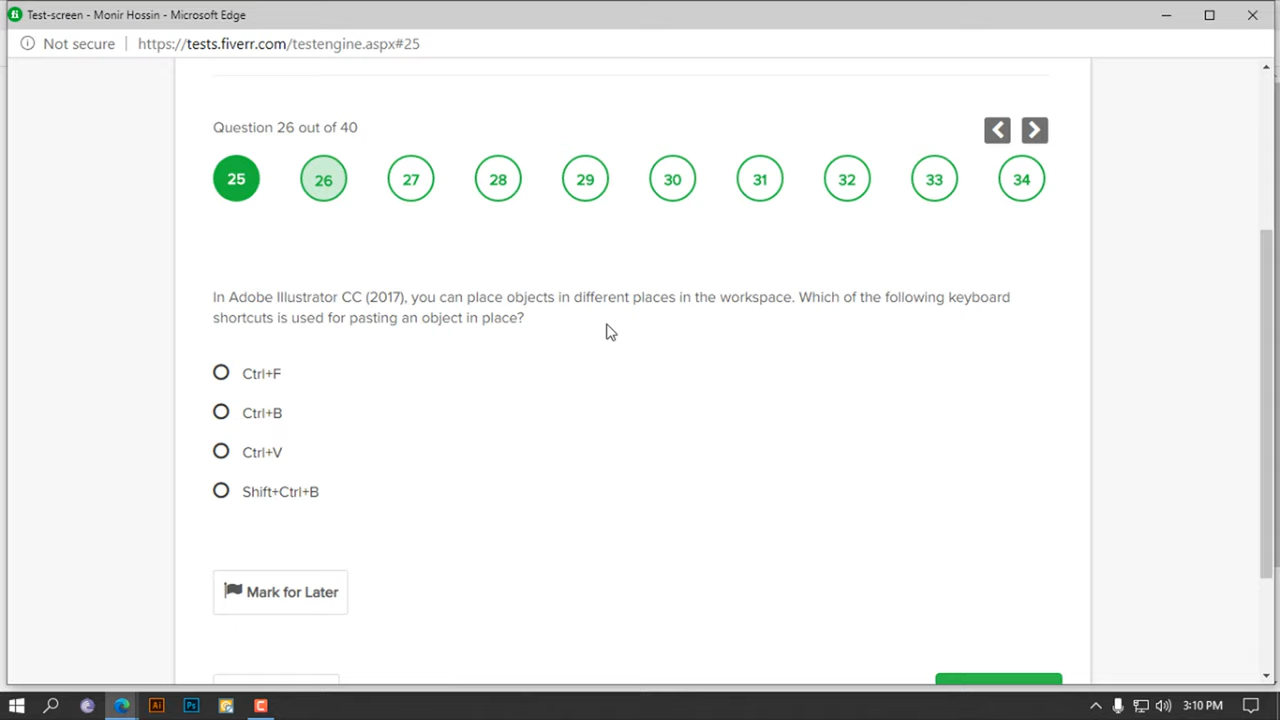 Test-screen - Monir Hossin - Microsoft Edge
Not secure | https://tests.fiverr.com/testengine.aspx#25
Question 26 out of 40
25 26 27 28 29 30 31 32 33 34
In Adobe Illustrator CC (2017), you can place objects in different places in the workspace. Which of the following keyboard
shortcuts is used for pasting an object in place?
Ctrl+F
Ctrl+B
Ctrl+V
Shift+Ctrl+B
Mark for Later
Ai Ps 3:10 PM